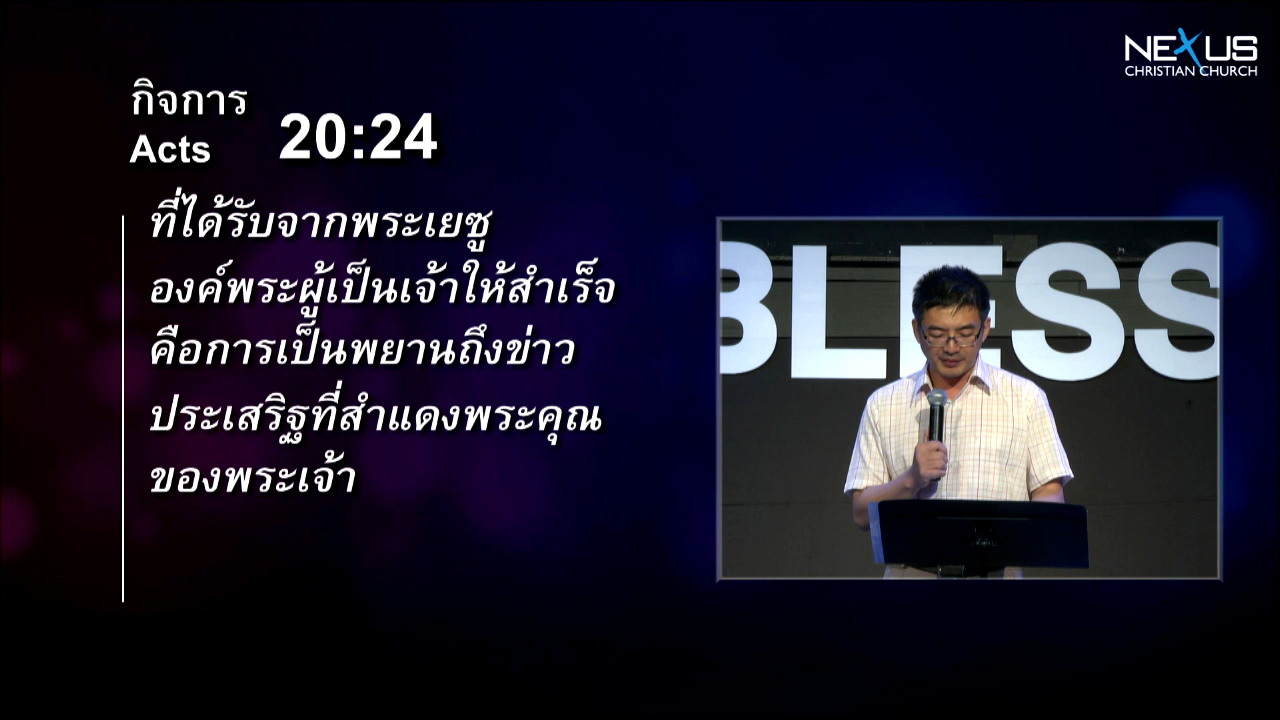 กิจการ
Acts 20:24
ที่ได้รับจากพระเยซู
องค์พระผู้เป็นเจ้าให้สำเร็จ
คือการเป็นพยานถึงข่าว
ประเสริฐที่สำแดงพระคุณ
ของพระเจ้า
NEXUS
CHRISTIAN CHURCH
BLESS